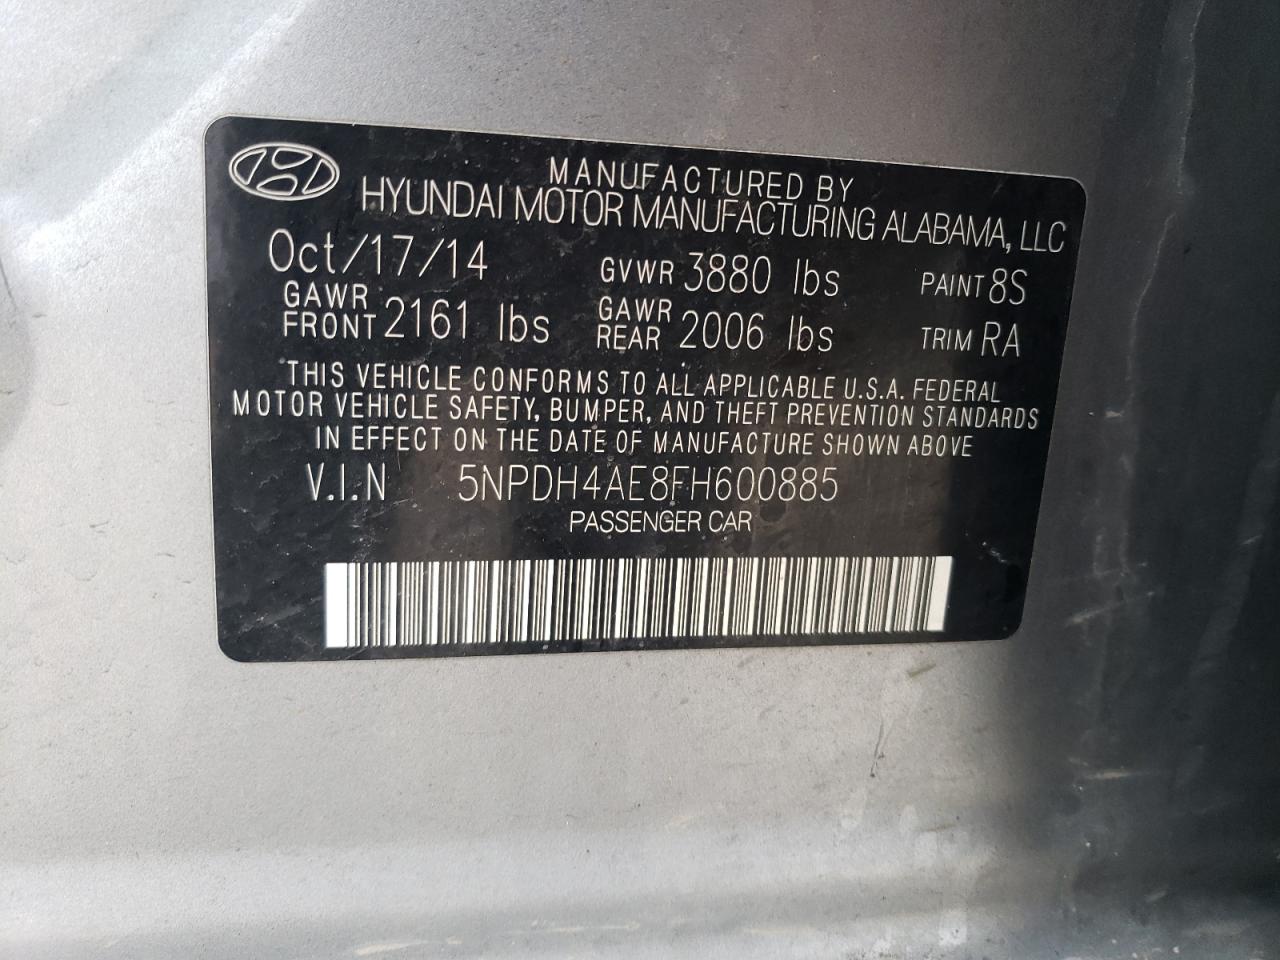 MANUFACTURED BY
HYUNDAI MOTOR MANUFACTURING ALABAMA, LLC
Oct/17/14 GVWR 3880 lbs PAINT 8S
GAWR FRONT 2161 lbs GAWR REAR 2006 lbs TRIM RA
THIS VEHICLE CONFORMS TO ALL APPLICABLE U.S.A. FEDERAL
MOTOR VEHICLE SAFETY, BUMPER, AND THEFT PREVENTION STANDARDS
IN EFFECT ON THE DATE OF MANUFACTURE SHOWN ABOVE
V.I.N 5NPDH4AE8FH600885
PASSENGER CAR